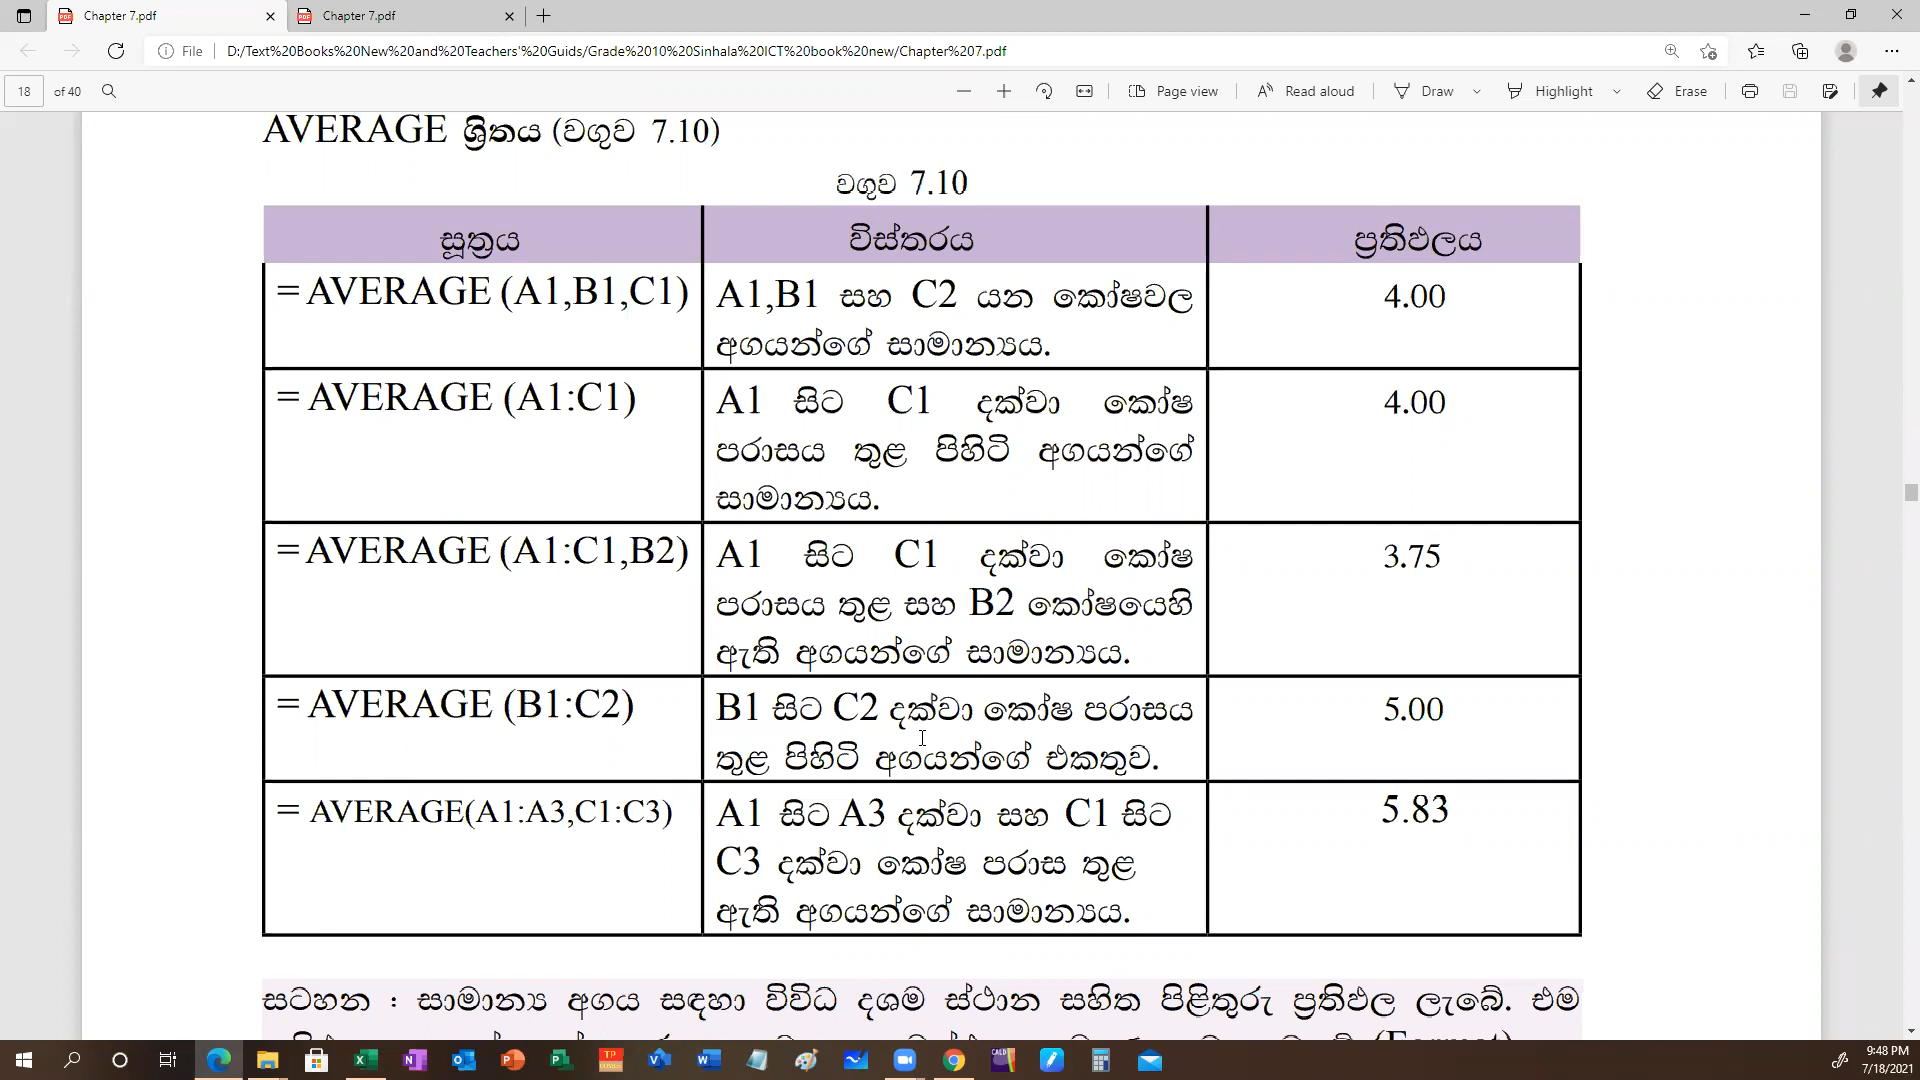 Chapter 7.pdf
Chapter 7.pdf
File
D:/Text%20Books%20New%20and%20Teachers'%20Guids/Grade%2010%20Sinhala%20ICT%20book%20new/Chapter%207.pdf
18 of 40
Page view
Read aloud
Draw
Highlight
Erase
AVERAGE ශ්‍රිතය (වගුව 7.10)
වගුව 7.10
සූත්‍රය
විස්තරය
ප්‍රතිඵලය
= AVERAGE (A1,B1,C1)
A1,B1 සහ C2 යන කෝෂවල
අගයන්ගේ සාමාන්‍යය.
4.00
= AVERAGE (A1:C1)
A1 සිට C1 දක්වා කෝෂ
පරාසය තුළ පිහිටි අගයන්ගේ
සාමාන්‍යය.
4.00
= AVERAGE (A1:C1,B2)
A1 සිට C1 දක්වා කෝෂ
පරාසය තුළ සහ B2 කෝෂයෙහි
ඇති අගයන්ගේ සාමාන්‍යය.
3.75
= AVERAGE (B1:C2)
B1 සිට C2 දක්වා කෝෂ පරාසය
තුළ පිහිටි අගයන්ගේ එකතුව.
5.00
= AVERAGE(A1:A3,C1:C3)
A1 සිට A3 දක්වා සහ C1 සිට
C3 දක්වා කෝෂ පරාස තුළ
ඇති අගයන්ගේ සාමාන්‍යය.
5.83
සටහන : සාමාන්‍ය අගය සඳහා විවිධ දශම ස්ථාන සහිත පිළිතුරු ප්‍රතිඵල ලැබේ. එම
(Format)
9:48 PM
7/18/2021